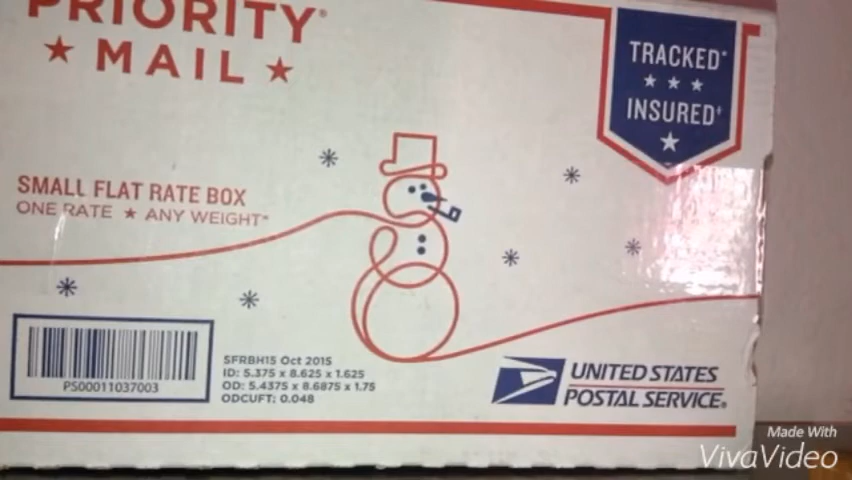 PRIORITY®
★ MAIL ★
TRACKED*
★ ★ ★
INSURED†
★
SMALL FLAT RATE BOX
ONE RATE ★ ANY WEIGHT*
PS00011037003
SFRBH15 Oct 2015
ID: 5.375 x 8.625 x 1.625
OD: 5.4375 x 8.6875 x 1.75
ODCUFT: 0.048
UNITED STATES
POSTAL SERVICE®
Made With
VivaVideo